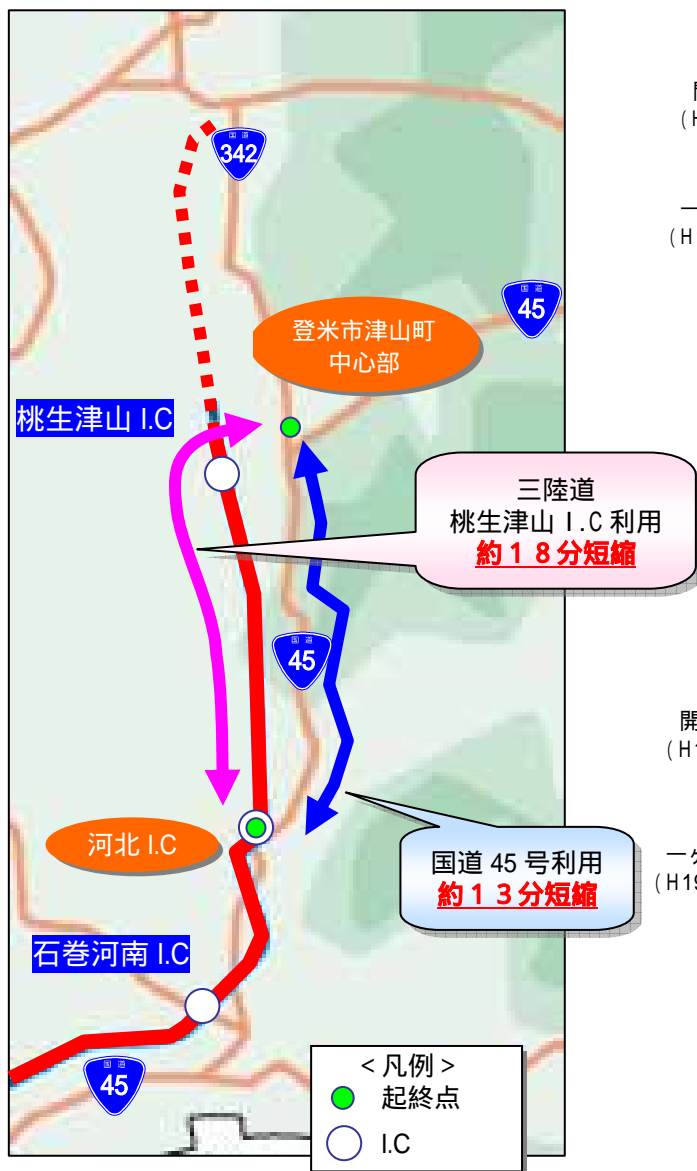 国道
342
国道
45
登米市津山町
中心部
桃生津山 I.C
三陸道
桃生津山 I.C 利用
約18分短縮
国道
45
開
(H1
河北 I.C
国道 45 号利用
約13分短縮
(H19
石巻河南 I.C
国道
45
<凡例>
起終点
I.C